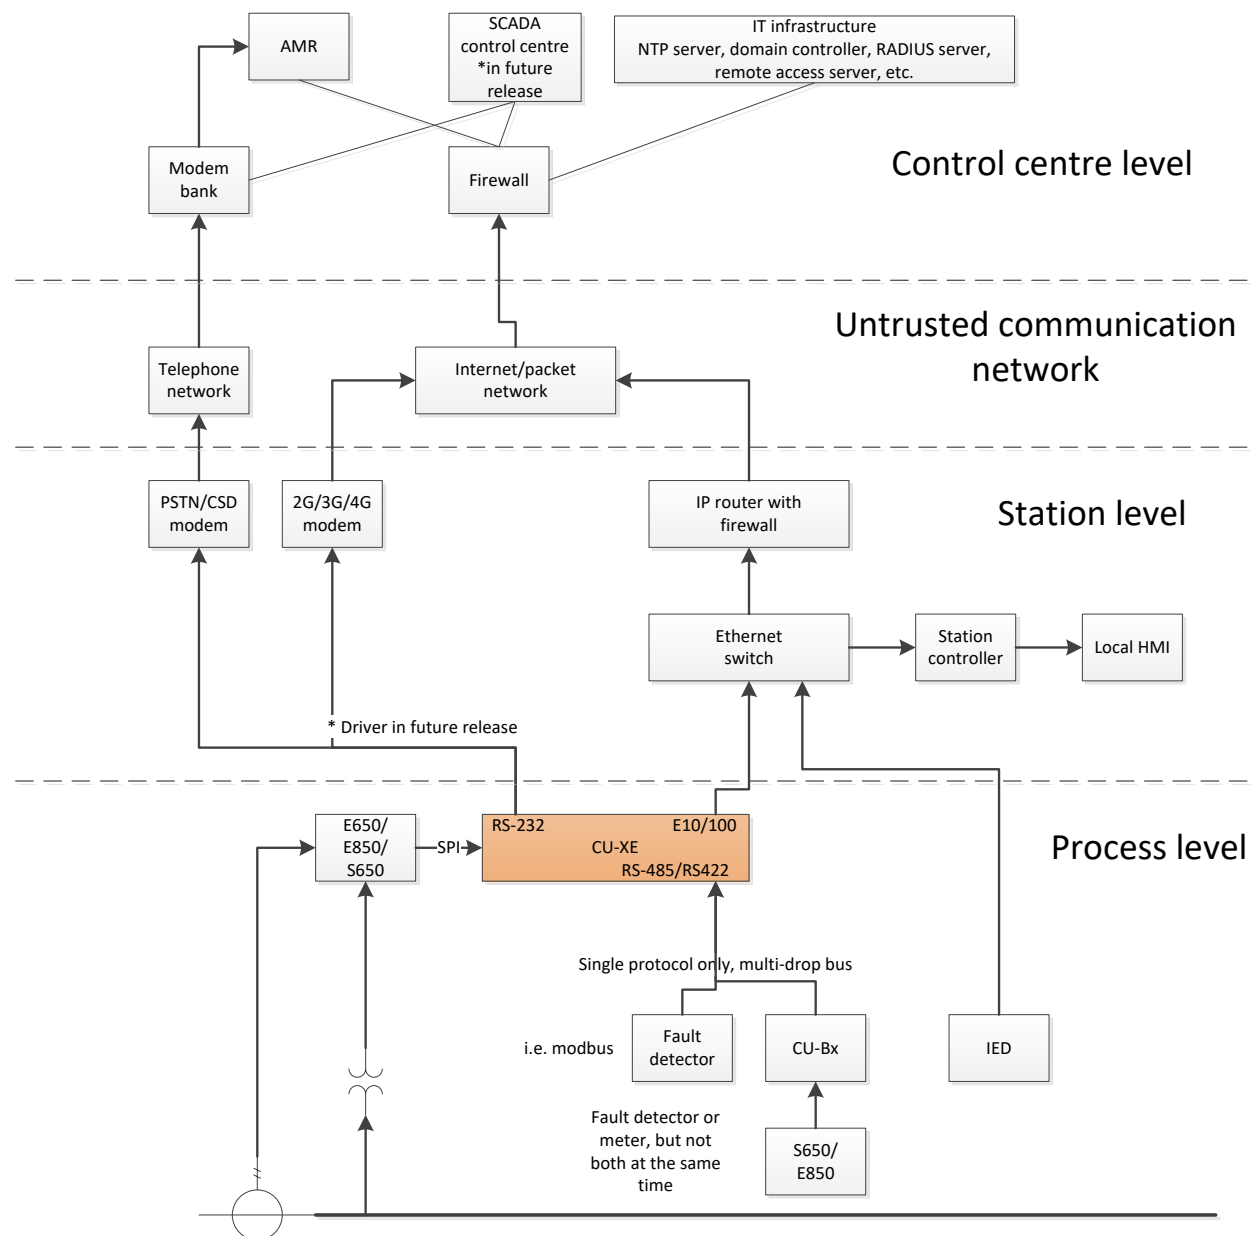 AMR
SCADA
control centre
*in future
release
IT infrastructure
NTP server, domain controller, RADIUS server,
remote access server, etc.
Modem
bank
Firewall
Control centre level
Untrusted communication
network
Telephone
network
Internet/packet
network
PSTN/CSD
modem
2G/3G/4G
modem
IP router with
firewall
Station level
Ethernet
switch
Station
controller
Local HMI
* Driver in future release
E650/
E850/
S650
SPI
RS-232
E10/100
CU-XE
RS-485/RS422
Process level
Single protocol only, multi-drop bus
i.e. modbus
Fault
detector
CU-Bx
IED
Fault detector or
meter, but not
both at the same
time
S650/
E850